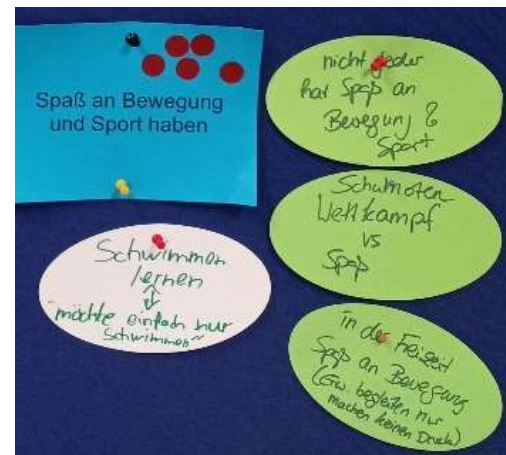 Spaß an Bewegung
und Sport haben
nicht jeder
hat Spaß an
Bewegung &
Sport
Schulnoten
Wettkampf
vs
Spaß
Schwimmen
lernen
möchte einfach nur
"Schwimmen"
in der Freizeit
Spaß an Bewegung
(GW begleiten nur
machen keinen Druck)